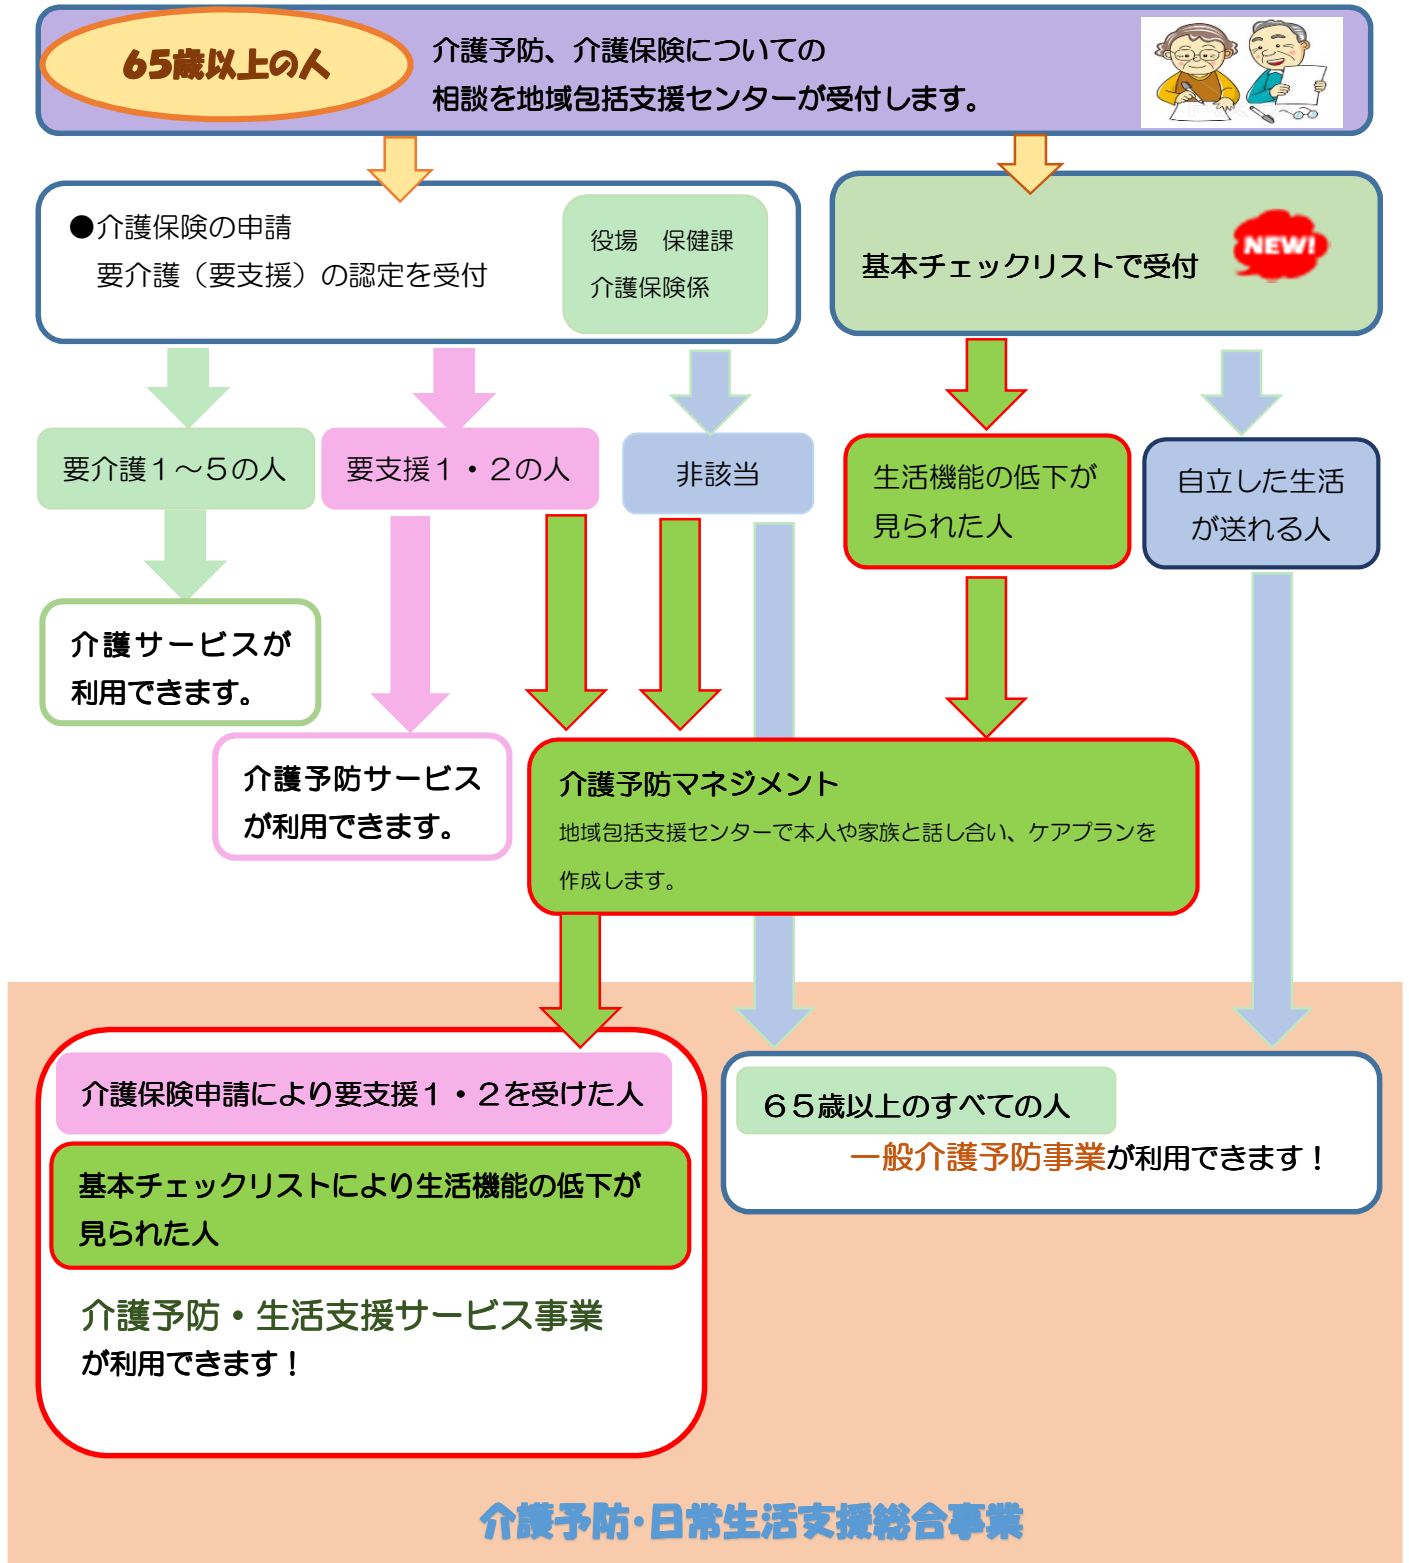 65歳以上の人
介護予防、介護保険についての
相談を地域包括支援センターが受付します。
●介護保険の申請
要介護（要支援）の認定を受付
役場　保健課
介護保険係
基本チェックリストで受付
NEW!
要介護１～５の人
要支援１・２の人
非該当
生活機能の低下が
見られた人
自立した生活
が送れる人
介護サービスが
利用できます。
介護予防サービス
が利用できます。
介護予防マネジメント
地域包括支援センターで本人や家族と話し合い、ケアプランを
作成します。
介護保険申請により要支援１・２を受けた人
基本チェックリストにより生活機能の低下が
見られた人
介護予防・生活支援サービス事業
が利用できます！
６５歳以上のすべての人
一般介護予防事業が利用できます！
介護予防・日常生活支援総合事業